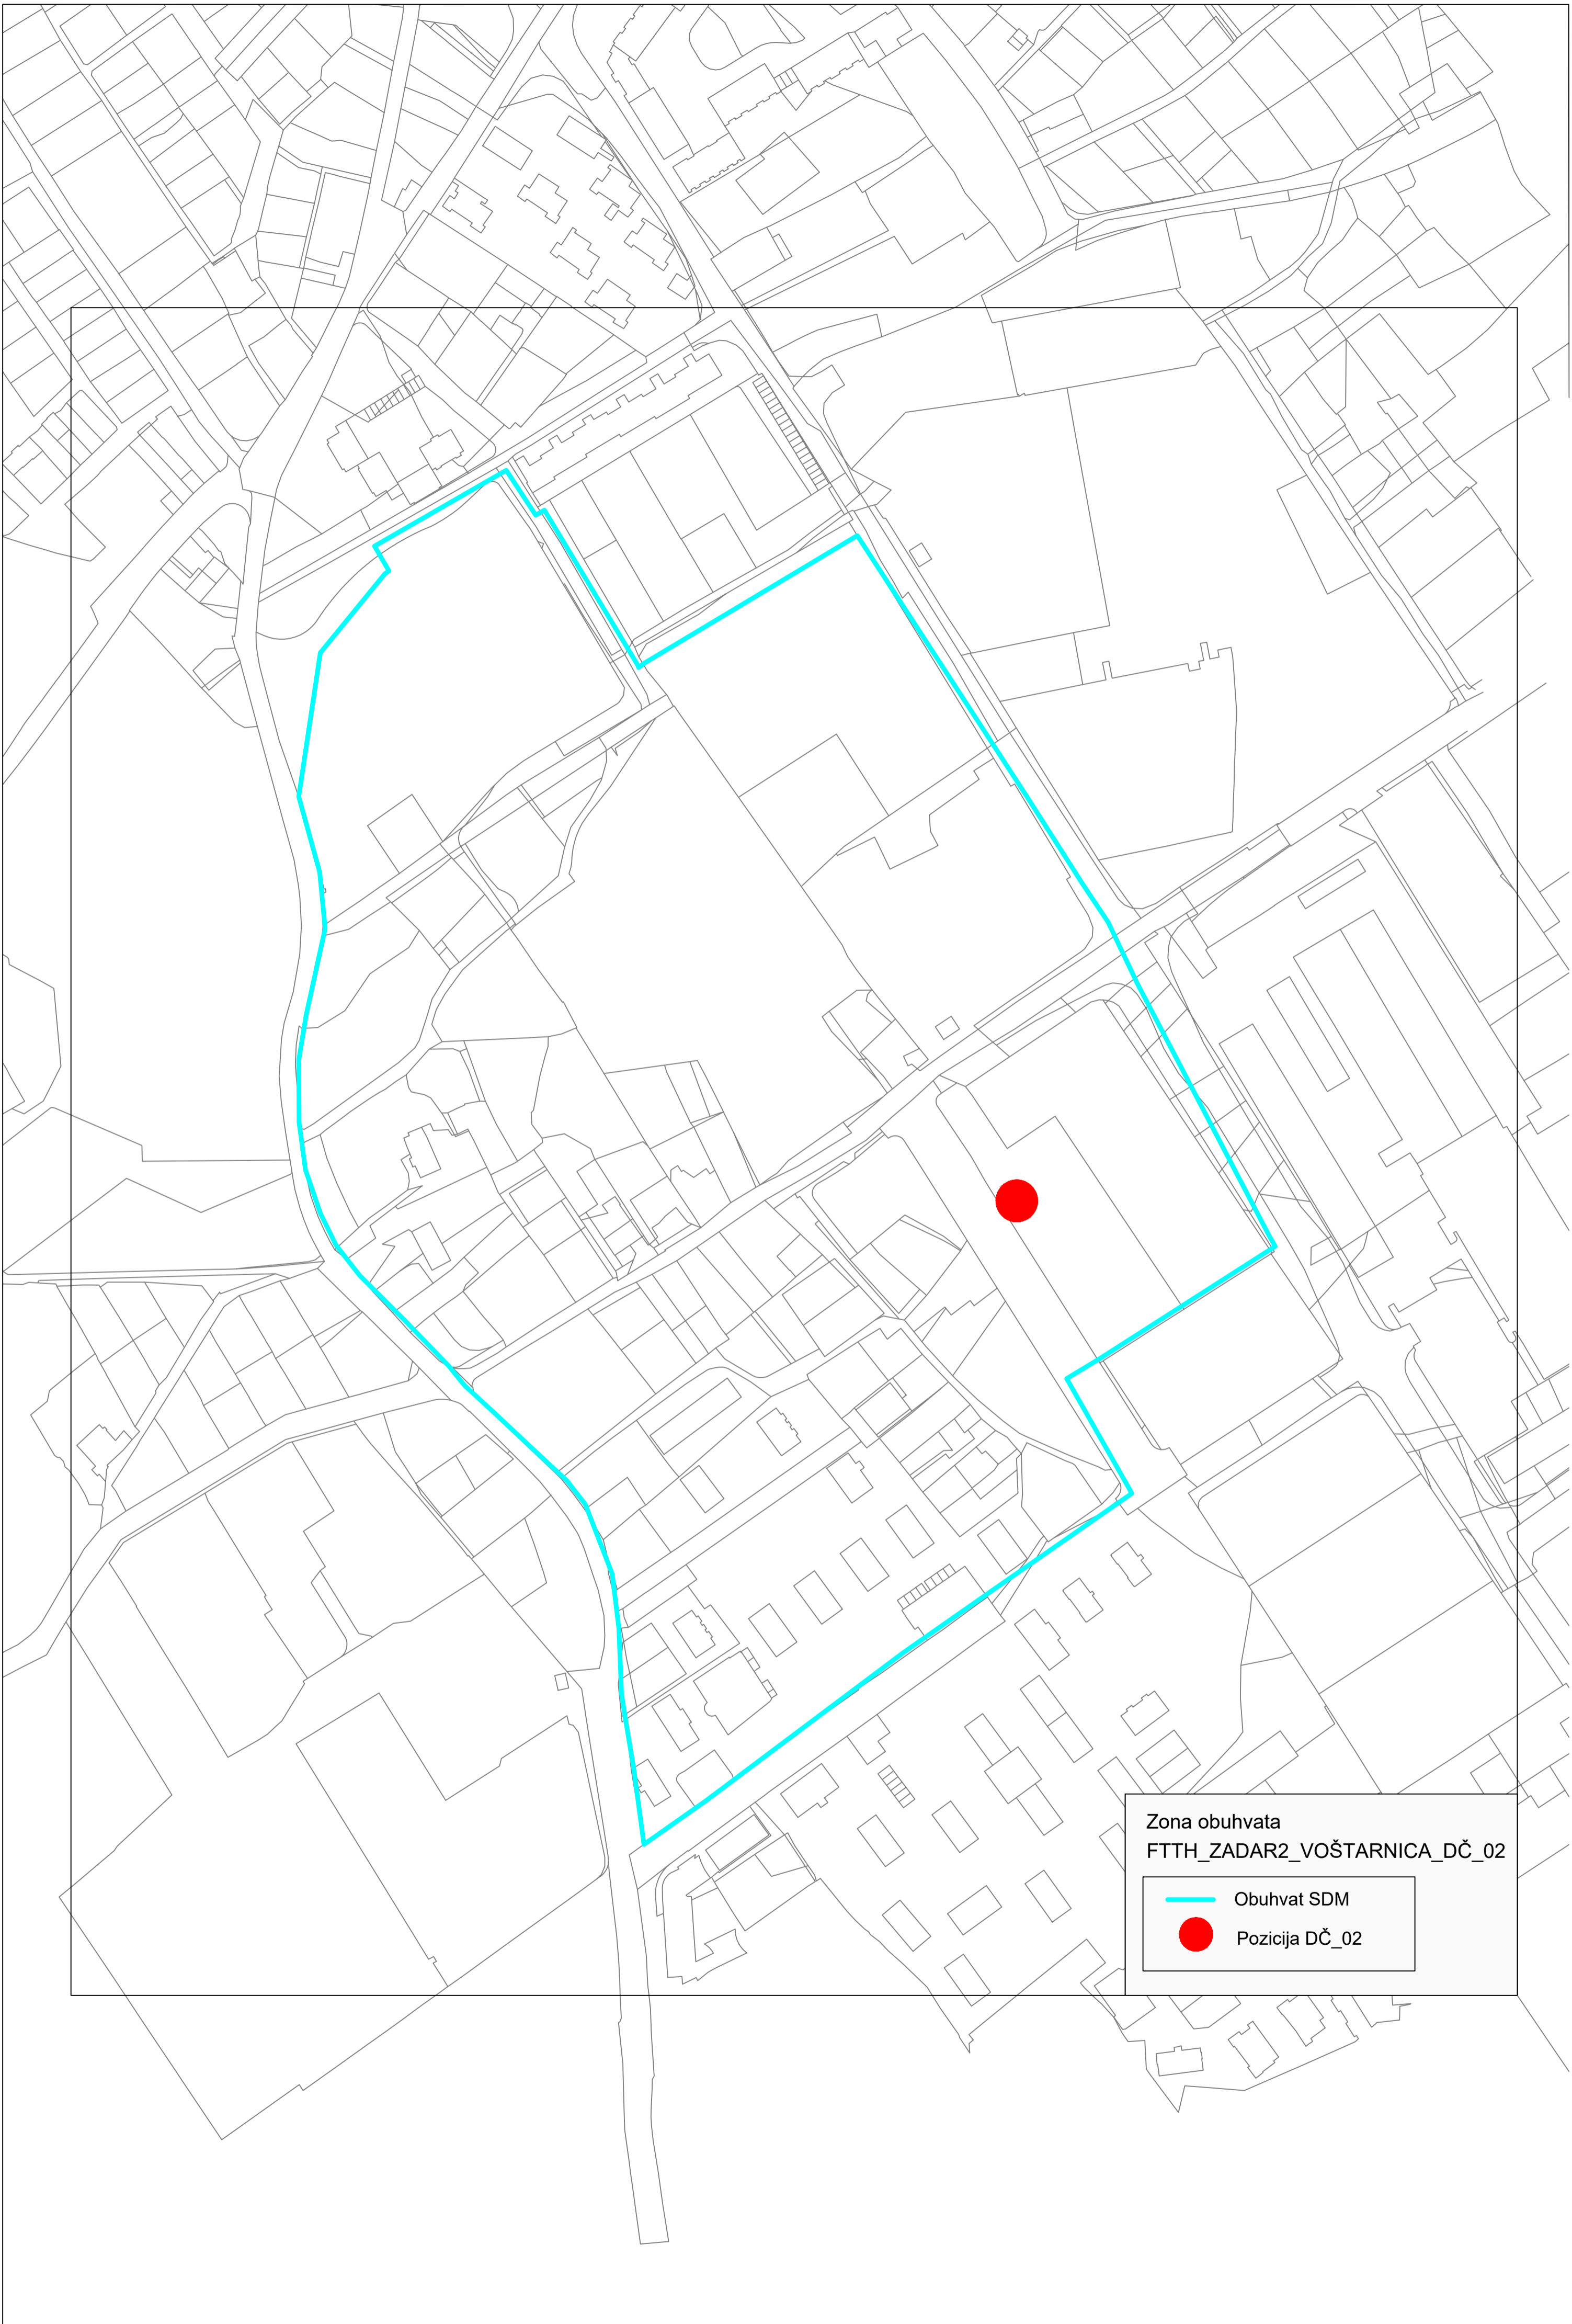 Zona obuhvata
FTTH_ZADAR2_VOŠTARNICA_DČ_02
Obuhvat SDM
Pozicija DČ_02